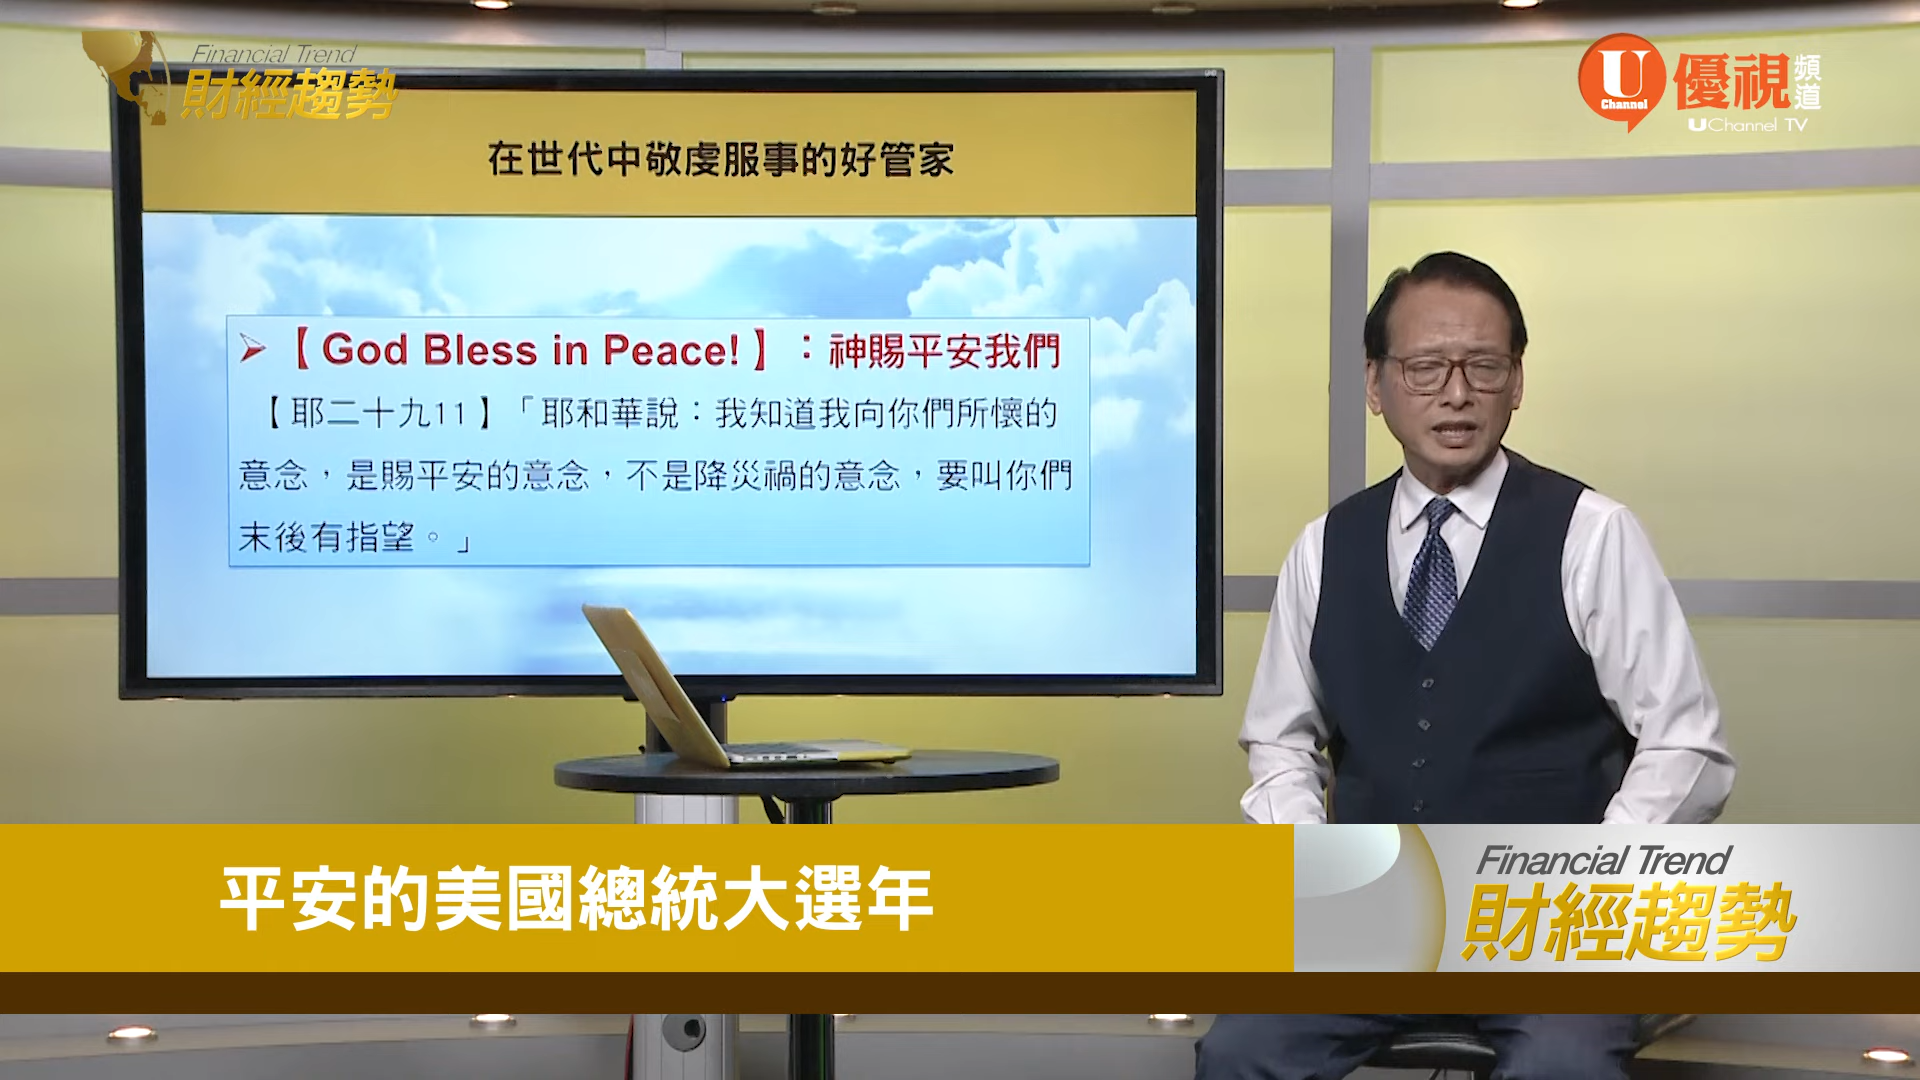 Financial Trend
財經趨勢
U
Channel
優視
頻道
UChannel TV
在世代中敬虔服事的好管家
➢【God Bless in Peace!】：神賜平安我們
【耶二十九11】「耶和華說：我知道我向你們所懷的
意念，是賜平安的意念，不是降災禍的意念，要叫你們
末後有指望。」
平安的美國總統大選年
Financial Trend
財經趨勢